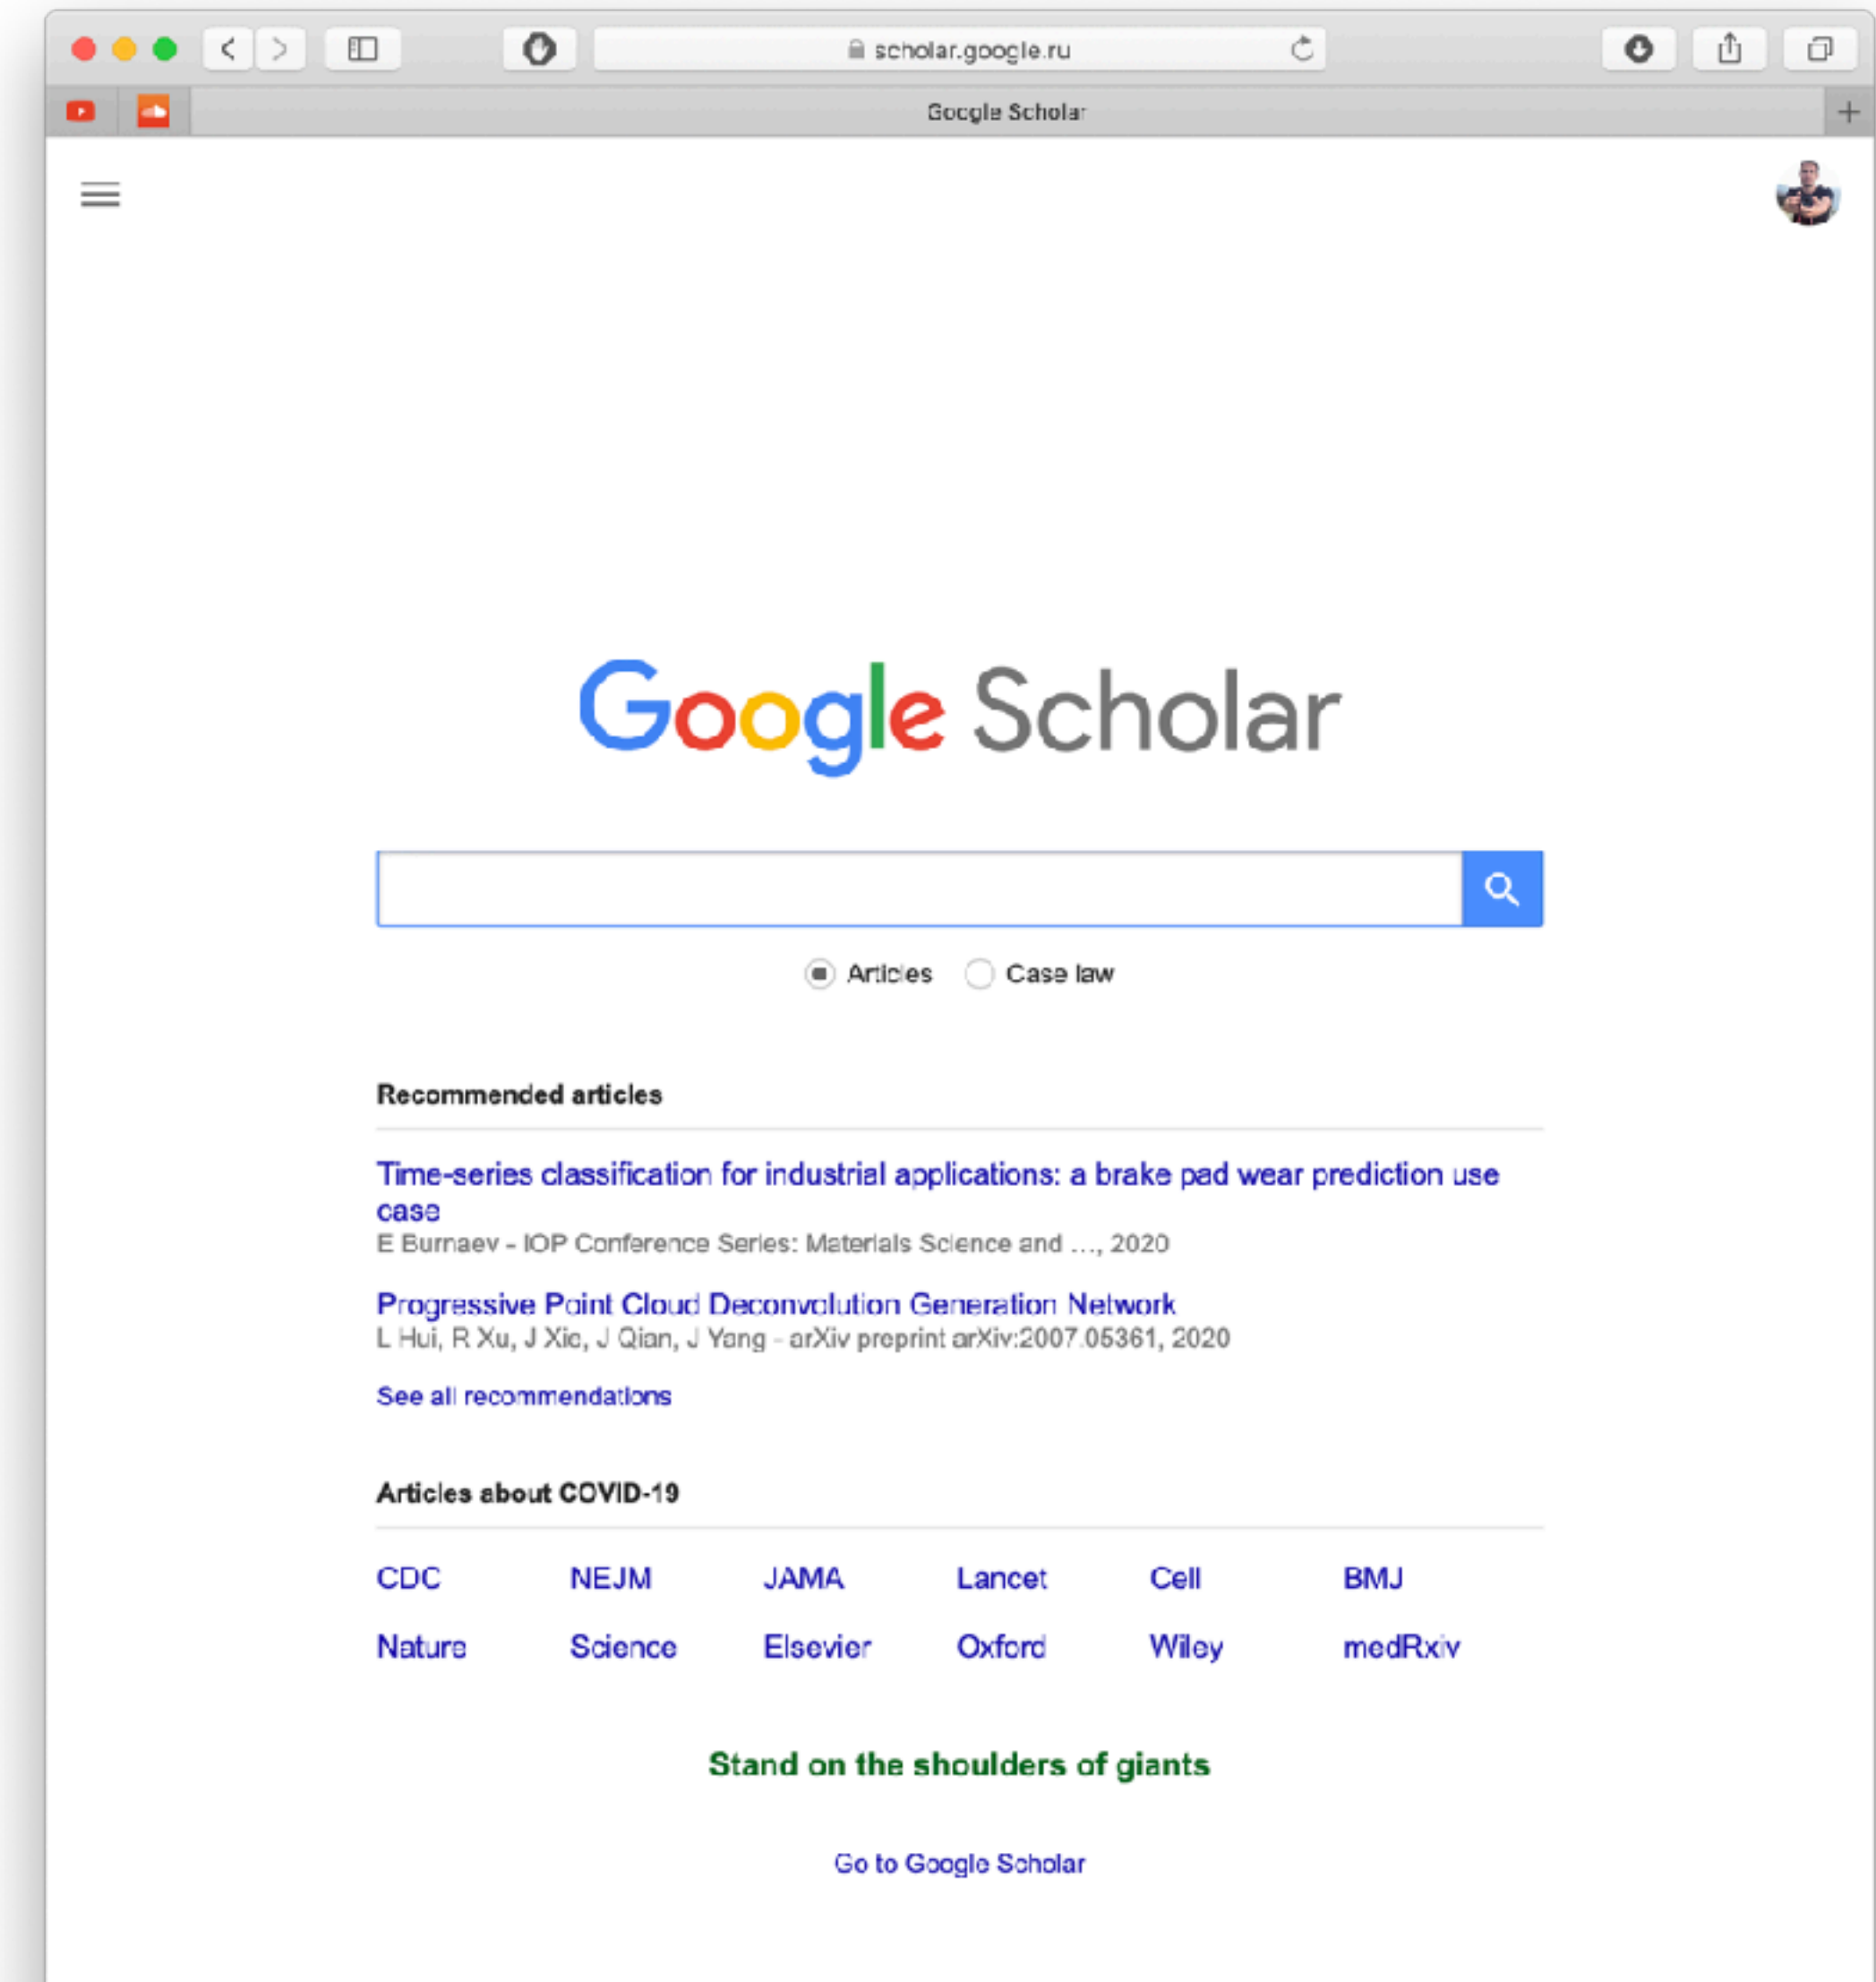 scholar.google.ru
Google Scholar
Google Scholar
Articles Case law
Recommended articles
Time-series classification for industrial applications: a brake pad wear prediction use
case
E Burnaev - IOP Conference Series: Materials Science and ..., 2020
Progressive Point Cloud Deconvolution Generation Network
L Hui, R Xu, J Xie, J Qian, J Yang - arXiv preprint arXiv:2007.05361, 2020
See all recommendations
Articles about COVID-19
CDC NEJM JAMA Lancet Cell BMJ
Nature Science Elsevier Oxford Wiley medRxiv
Stand on the shoulders of giants
Go to Google Scholar